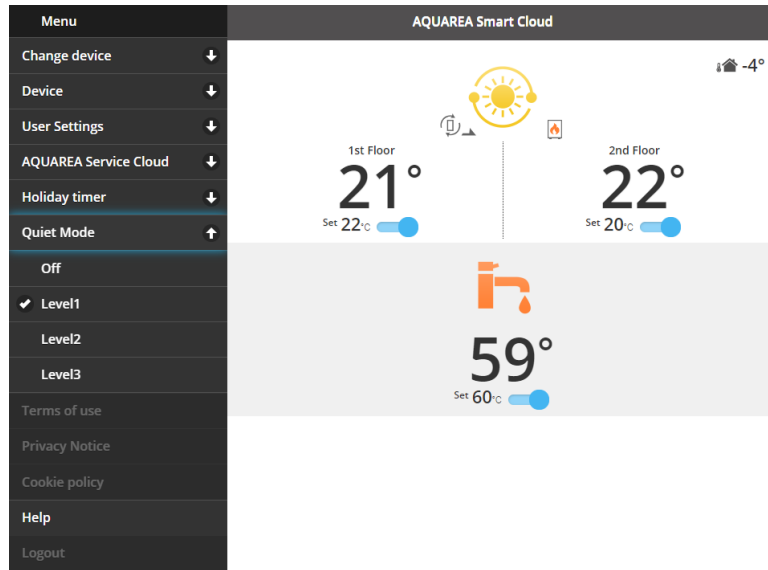 Menu
Change device
Device
User Settings
AQUAREA Service Cloud
Holiday timer
Quiet Mode
Off
Level1
Level2
Level3
Terms of use
Privacy Notice
Cookie policy
Help
Logout
AQUAREA Smart Cloud
-4°
1st Floor
21°
Set 22°C
2nd Floor
22°
Set 20°C
59°
Set 60°C